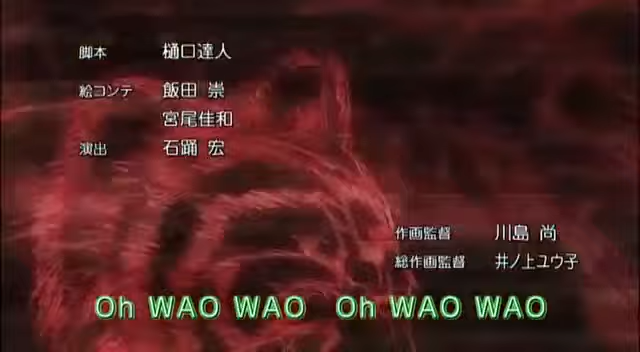 脚本 樋口達人
絵コンテ 飯田 崇
宮尾佳和
演出 石踊 宏
作画監督 川島 尚
総作画監督 井ノ上ユウ子
Oh WAO WAO Oh WAO WAO